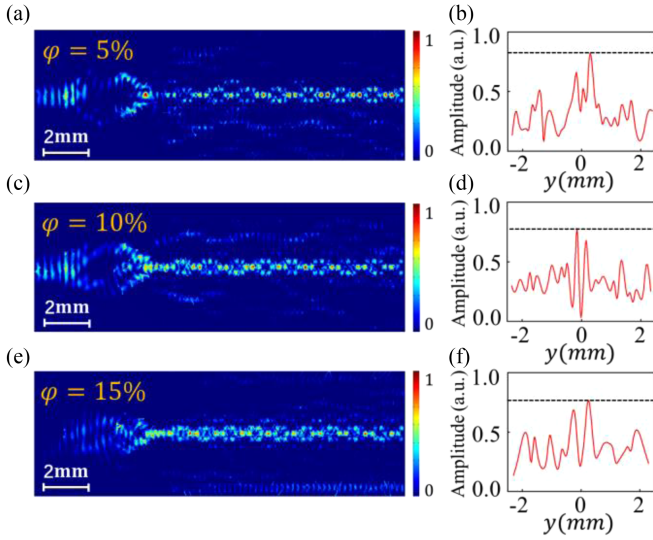 (a)
φ = 5%
2mm
1
0
(b)
Amplitude (a.u.)
1.0
0.5
0.0
-2
0
2
y(mm)
(c)
φ = 10%
2mm
1
0
(d)
Amplitude (a.u.)
1.0
0.5
0.0
-2
0
2
y(mm)
(e)
φ = 15%
2mm
1
0
(f)
Amplitude (a.u.)
1.0
0.5
0.0
-2
0
2
y(mm)